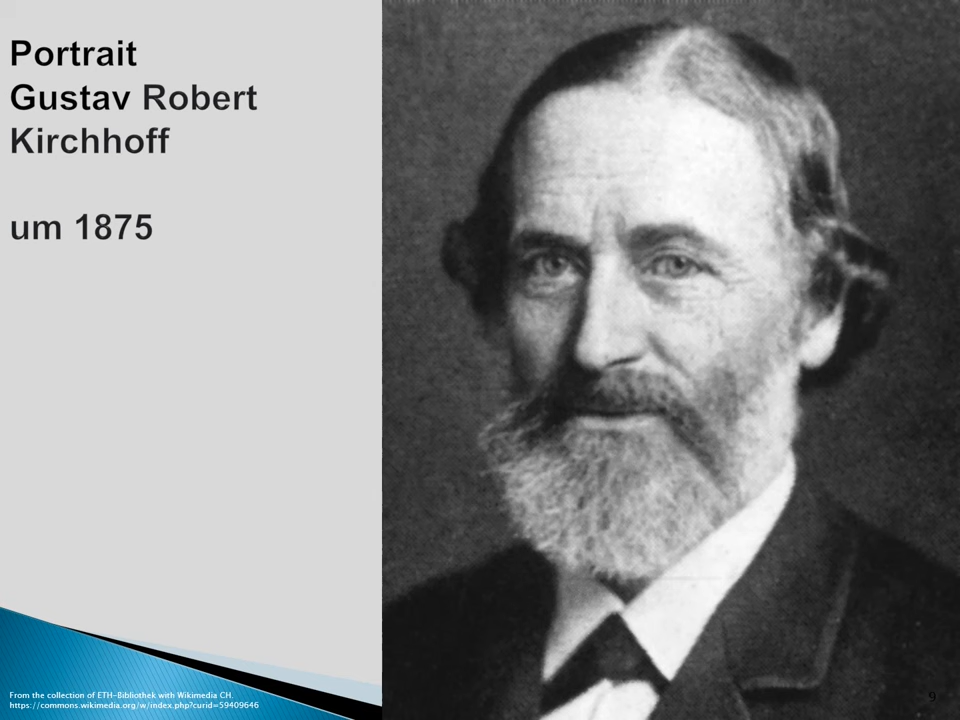 Portrait
Gustav Robert
Kirchhoff
um 1875
From the collection of ETH-Bibliothek with Wikimedia CH.
https://commons.wikimedia.org/w/index.php?curid=59409646
9